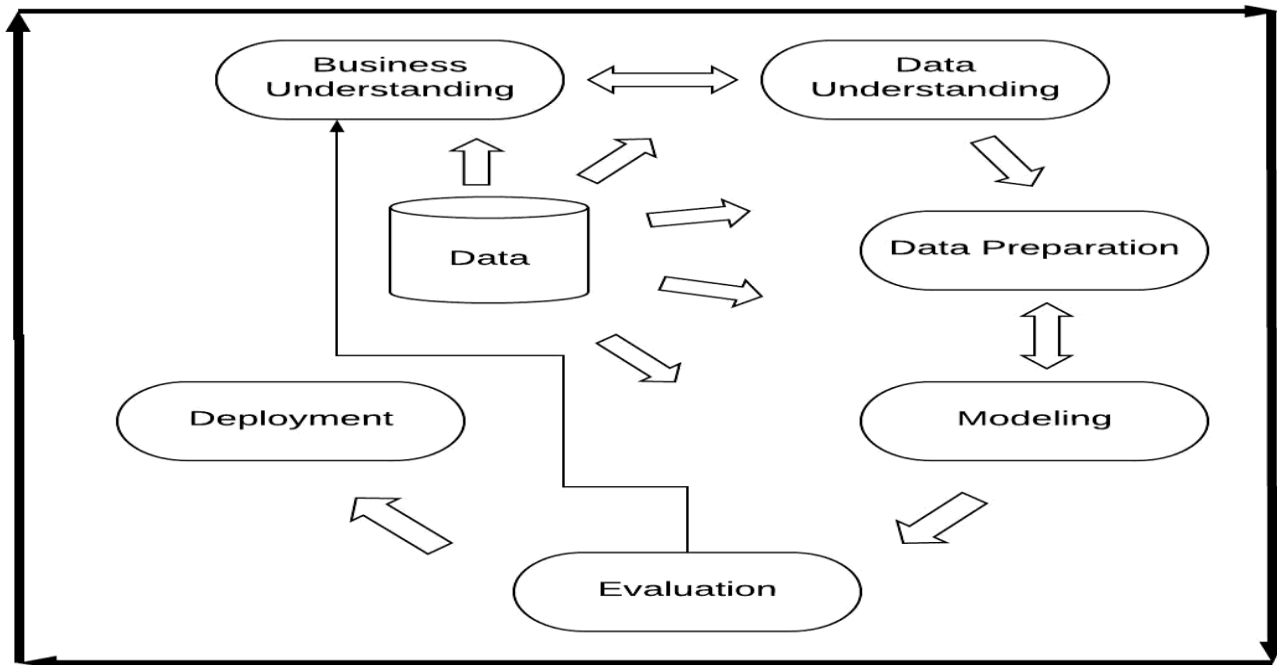 Business
Understanding
Data
Understanding
Data
Data Preparation
Deployment
Modeling
Evaluation